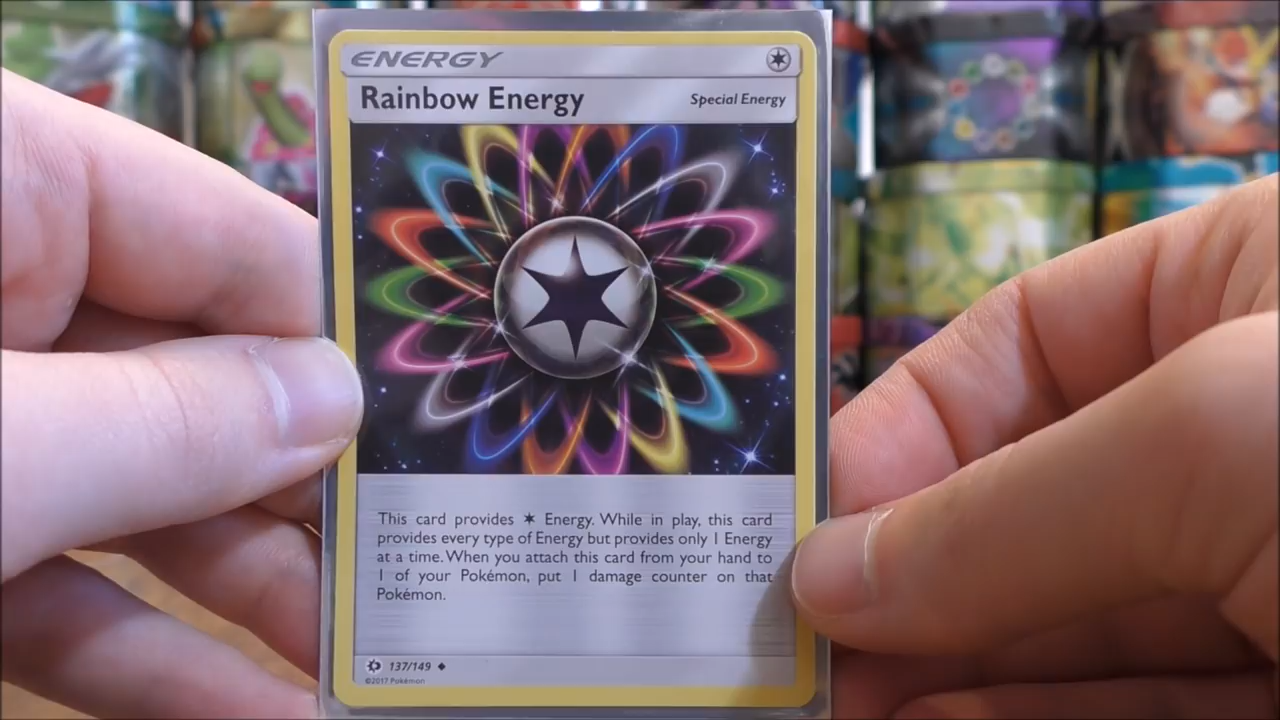 ENERGY
Rainbow Energy
Special Energy
This card provides ✶ Energy. While in play, this card
provides every type of Energy but provides only 1 Energy
at a time. When you attach this card from your hand to
1 of your Pokémon, put 1 damage counter on that
Pokémon.
137/149 ◆
©2017 Pokémon